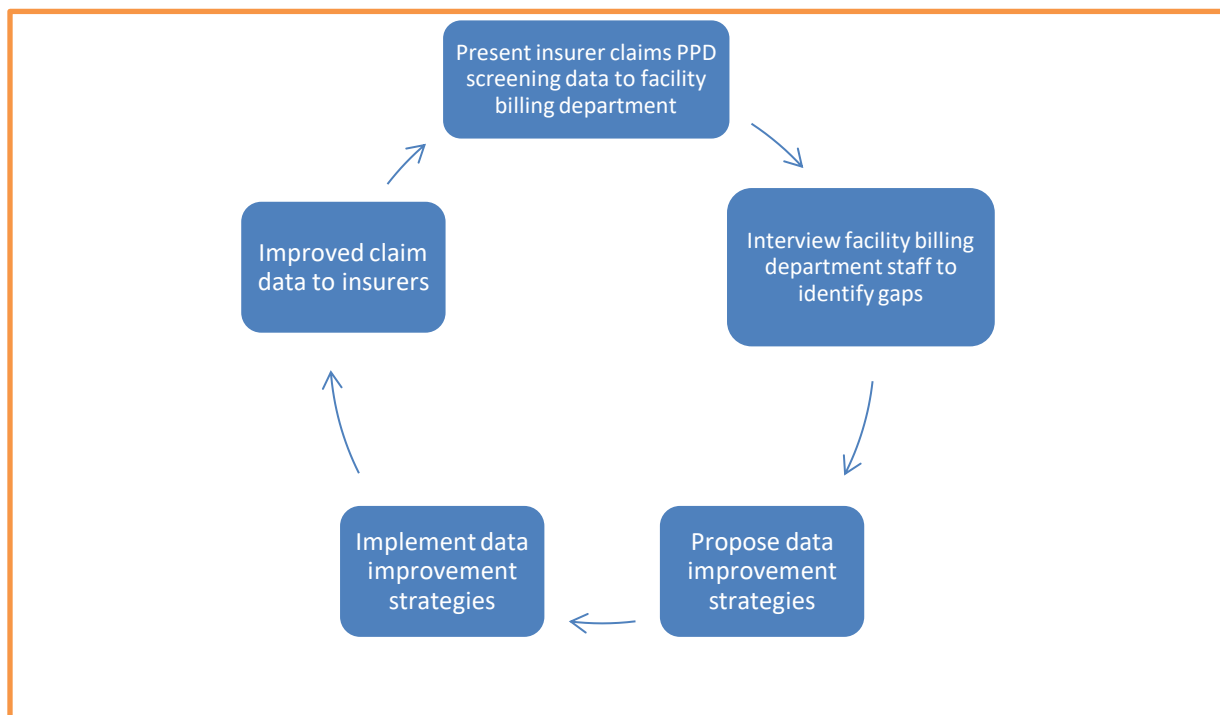 Present insurer claims PPD
screening data to facility
billing department
Interview facility billing
department staff to
identify gaps
Propose data
improvement
strategies
Implement data
improvement
strategies
Improved claim
data to insurers